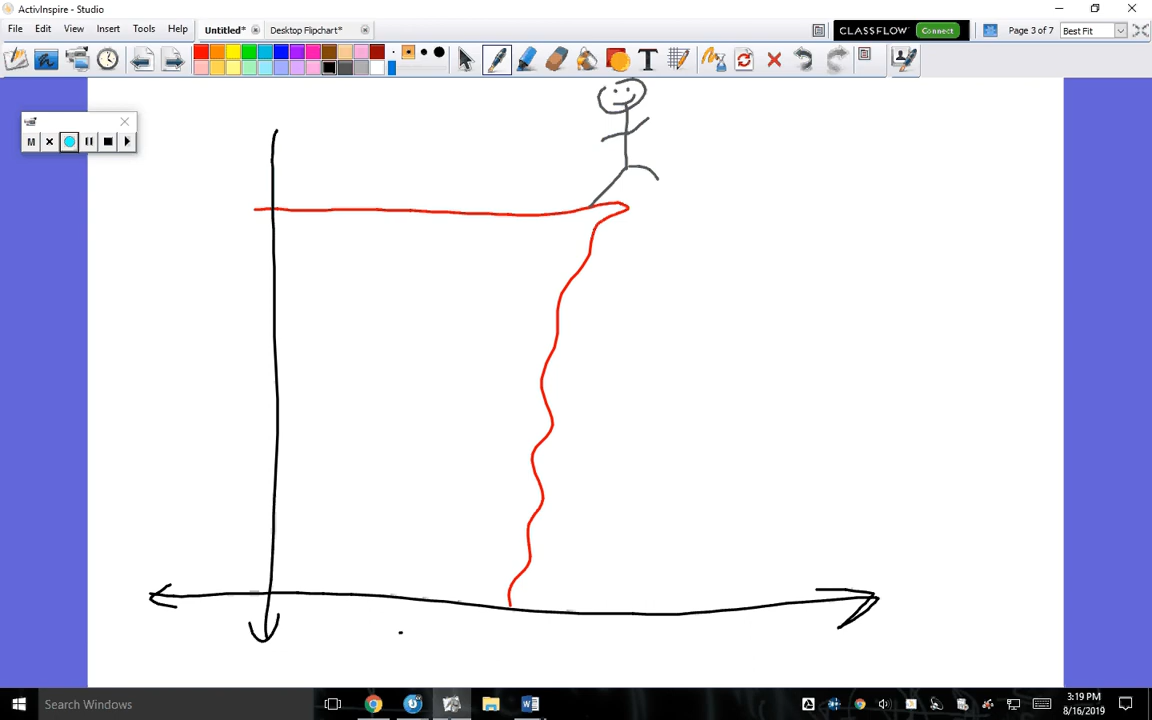 ActivInspire - Studio
File Edit View Insert Tools Help Untitled* Desktop Flipchart* CLASSFLOW Connect Page 3 of 7 Best Fit
M
T
Search Windows
3:19 PM
8/16/2019